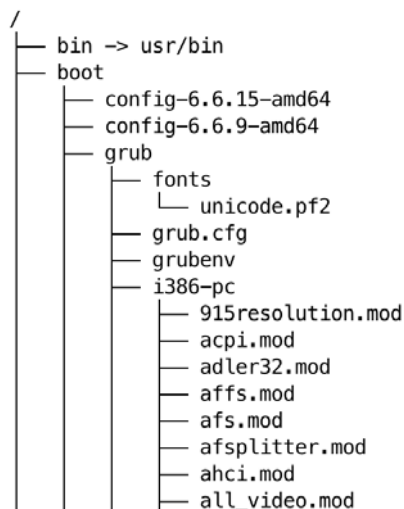 /
bin -> usr/bin
boot
config-6.6.15-amd64
config-6.6.9-amd64
grub
fonts
unicode.pf2
grub.cfg
grubenv
i386-pc
915resolution.mod
acpi.mod
adler32.mod
affs.mod
afs.mod
afsplitter.mod
ahci.mod
all_video.mod